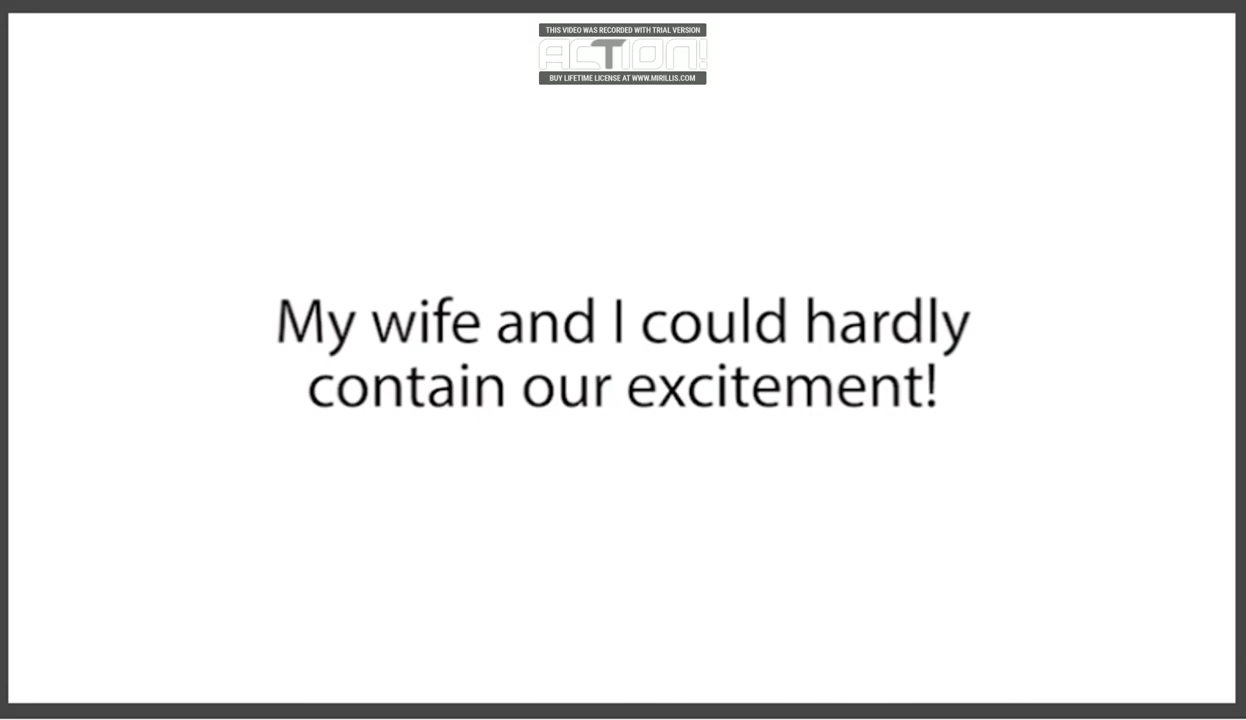 THIS VIDEO WAS RECORDED WITH TRIAL VERSION
ACTION!
BUY LIFETIME LICENSE AT WWW.MIRILLIS.COM
My wife and I could hardly
contain our excitement!